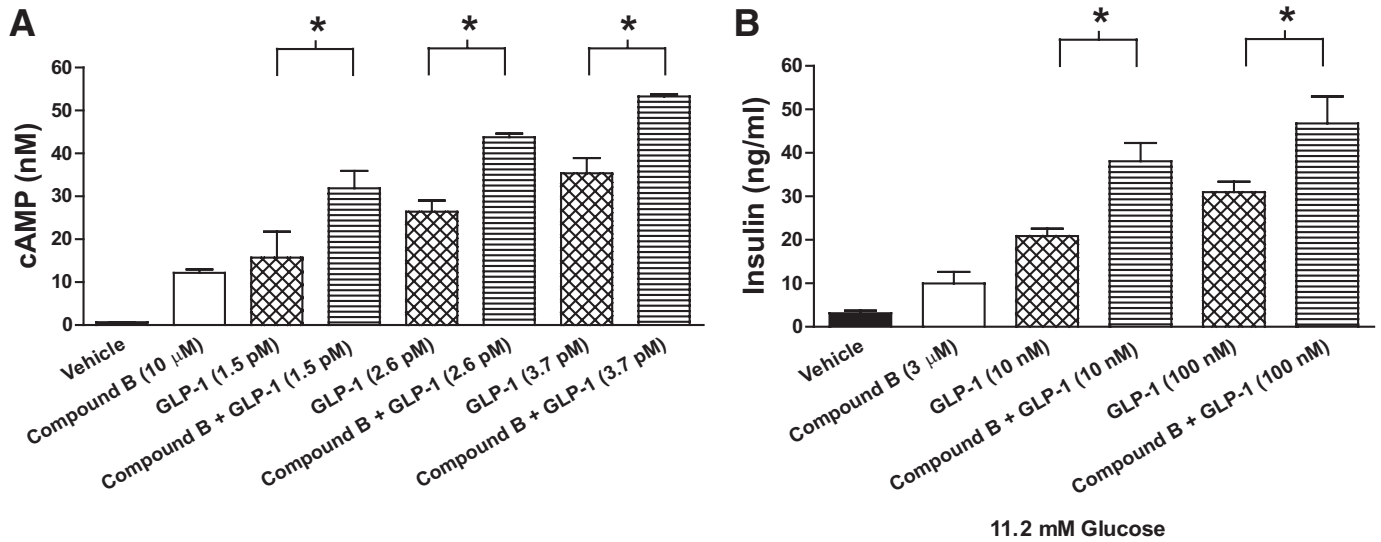 A
* * *
60
50
40
30
20
10
0
cAMP (nM)
Vehicle
Compound B (10 μM)
GLP-1 (1.5 pM)
Compound B + GLP-1 (1.5 pM)
GLP-1 (2.6 pM)
Compound B + GLP-1 (2.6 pM)
GLP-1 (3.7 pM)
Compound B + GLP-1 (3.7 pM)
B
* *
60
50
40
30
20
10
0
Insulin (ng/ml)
Vehicle
Compound B (3 μM)
GLP-1 (10 nM)
Compound B + GLP-1 (10 nM)
GLP-1 (100 nM)
Compound B + GLP-1 (100 nM)
11.2 mM Glucose